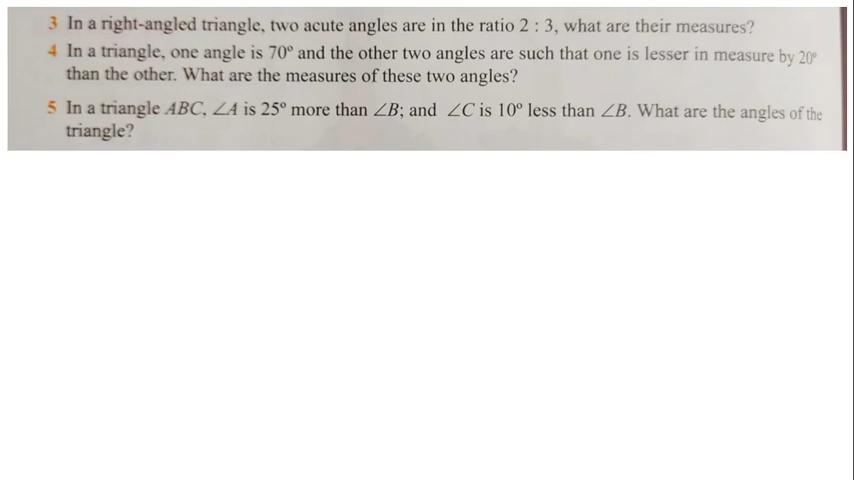 3 In a right-angled triangle, two acute angles are in the ratio 2 : 3, what are their measures?
4 In a triangle, one angle is 70° and the other two angles are such that one is lesser in measure by 20°
than the other. What are the measures of these two angles?
5 In a triangle ABC, ∠A is 25° more than ∠B; and ∠C is 10° less than ∠B. What are the angles of the
triangle?